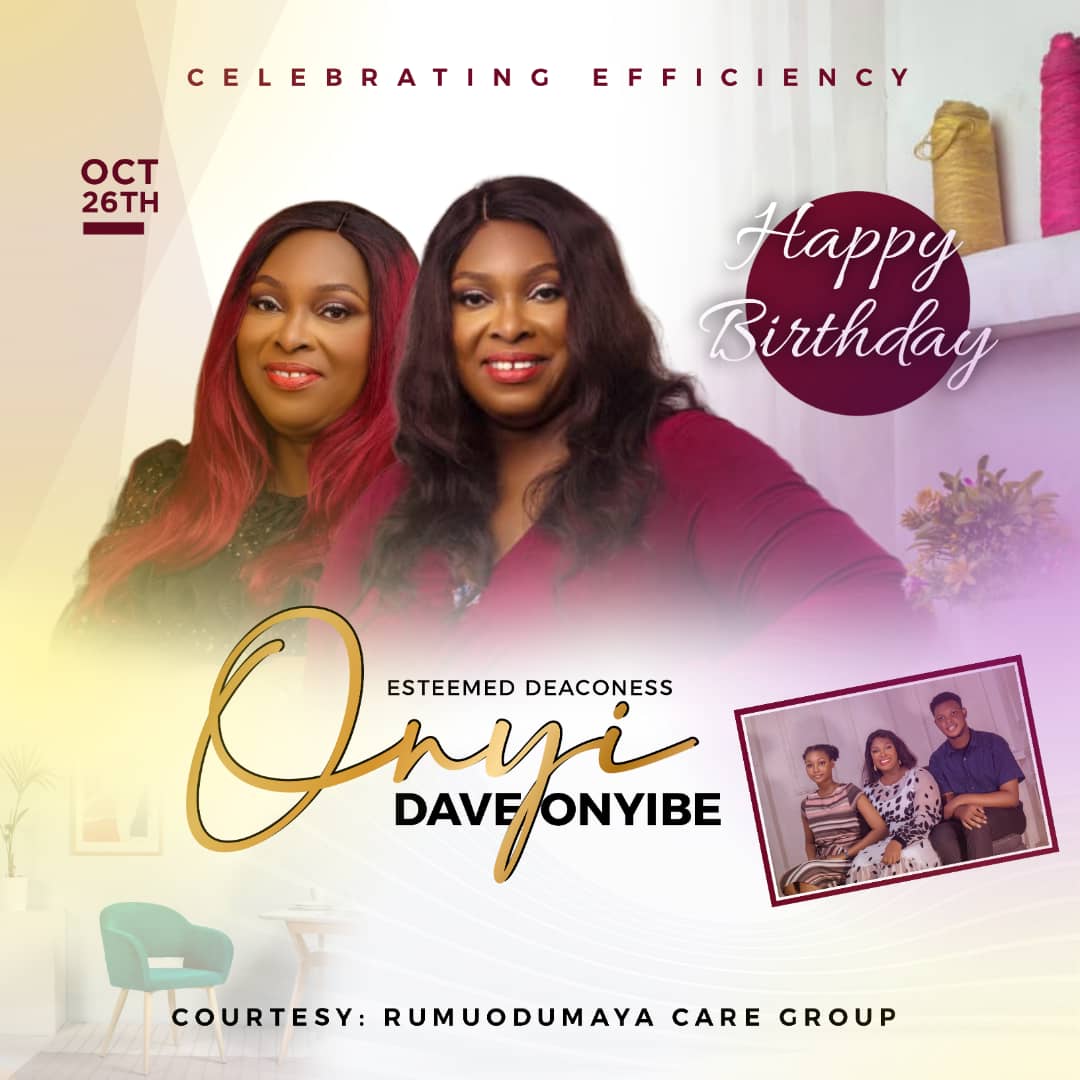 CELEBRATING EFFICIENCY
OCT
26TH
Happy
Birthday
ESTEEMED DEACONESS
Onyi
DAVE ONYIBE
COURTESY: RUMUODUMAYA CARE GROUP